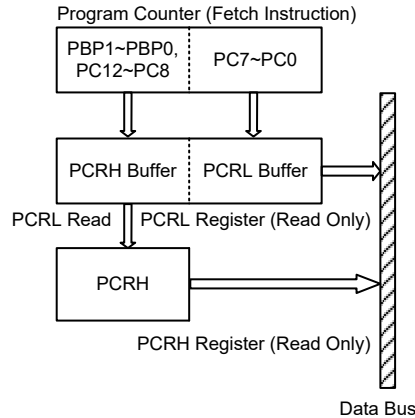 Program Counter (Fetch Instruction)
PBP1~PBP0,
PC12~PC8
PC7~PC0
PCRH Buffer
PCRL Buffer
PCRL Read
PCRL Register (Read Only)
PCRH
PCRH Register (Read Only)
Data Bus